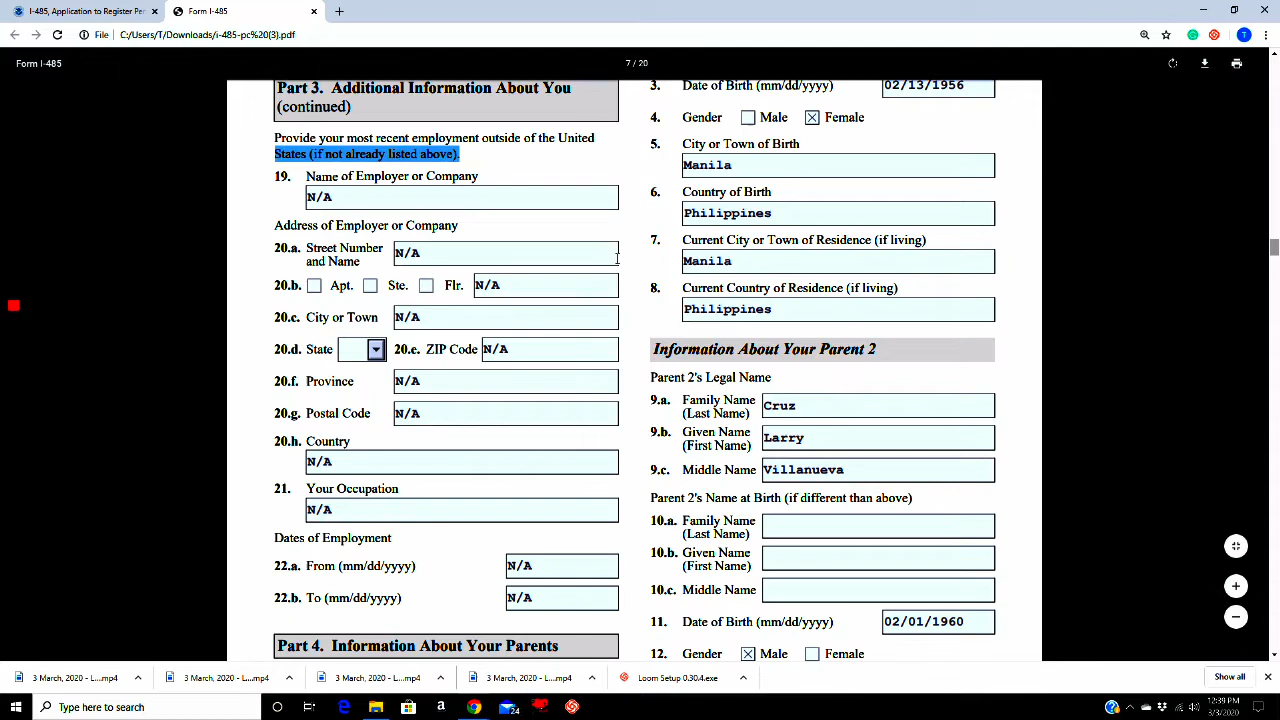 I-485, Application to Register Per
Form I-485
File
C:/Users/T/Downloads/i-485-pc%20(3).pdf
T
Form I-485
7 / 20
Part 3. Additional Information About You
(continued)
Provide your most recent employment outside of the United
States (if not already listed above).
19. Name of Employer or Company
N/A
Address of Employer or Company
20.a. Street Number
and Name
N/A
20.b. Apt. Ste. Flr. N/A
20.c. City or Town N/A
20.d. State 20.e. ZIP Code N/A
20.f. Province N/A
20.g. Postal Code N/A
20.h. Country
N/A
21. Your Occupation
N/A
Dates of Employment
22.a. From (mm/dd/yyyy) N/A
22.b. To (mm/dd/yyyy) N/A
Part 4. Information About Your Parents
3. Date of Birth (mm/dd/yyyy) 02/13/1956
4. Gender Male X Female
5. City or Town of Birth
Manila
6. Country of Birth
Philippines
7. Current City or Town of Residence (if living)
Manila
8. Current Country of Residence (if living)
Philippines
Information About Your Parent 2
Parent 2's Legal Name
9.a. Family Name
(Last Name)
Cruz
9.b. Given Name
(First Name)
Larry
9.c. Middle Name Villanueva
Parent 2's Name at Birth (if different than above)
10.a. Family Name
(Last Name)
10.b. Given Name
(First Name)
10.c. Middle Name
11. Date of Birth (mm/dd/yyyy) 02/01/1960
12. Gender X Male Female
3 March, 2020 - L....mp4
3 March, 2020 - L....mp4
3 March, 2020 - L....mp4
3 March, 2020 - L....mp4
Loom Setup 0.30.4.exe
Show all
Type here to search
24
12:39 PM
3/3/2020